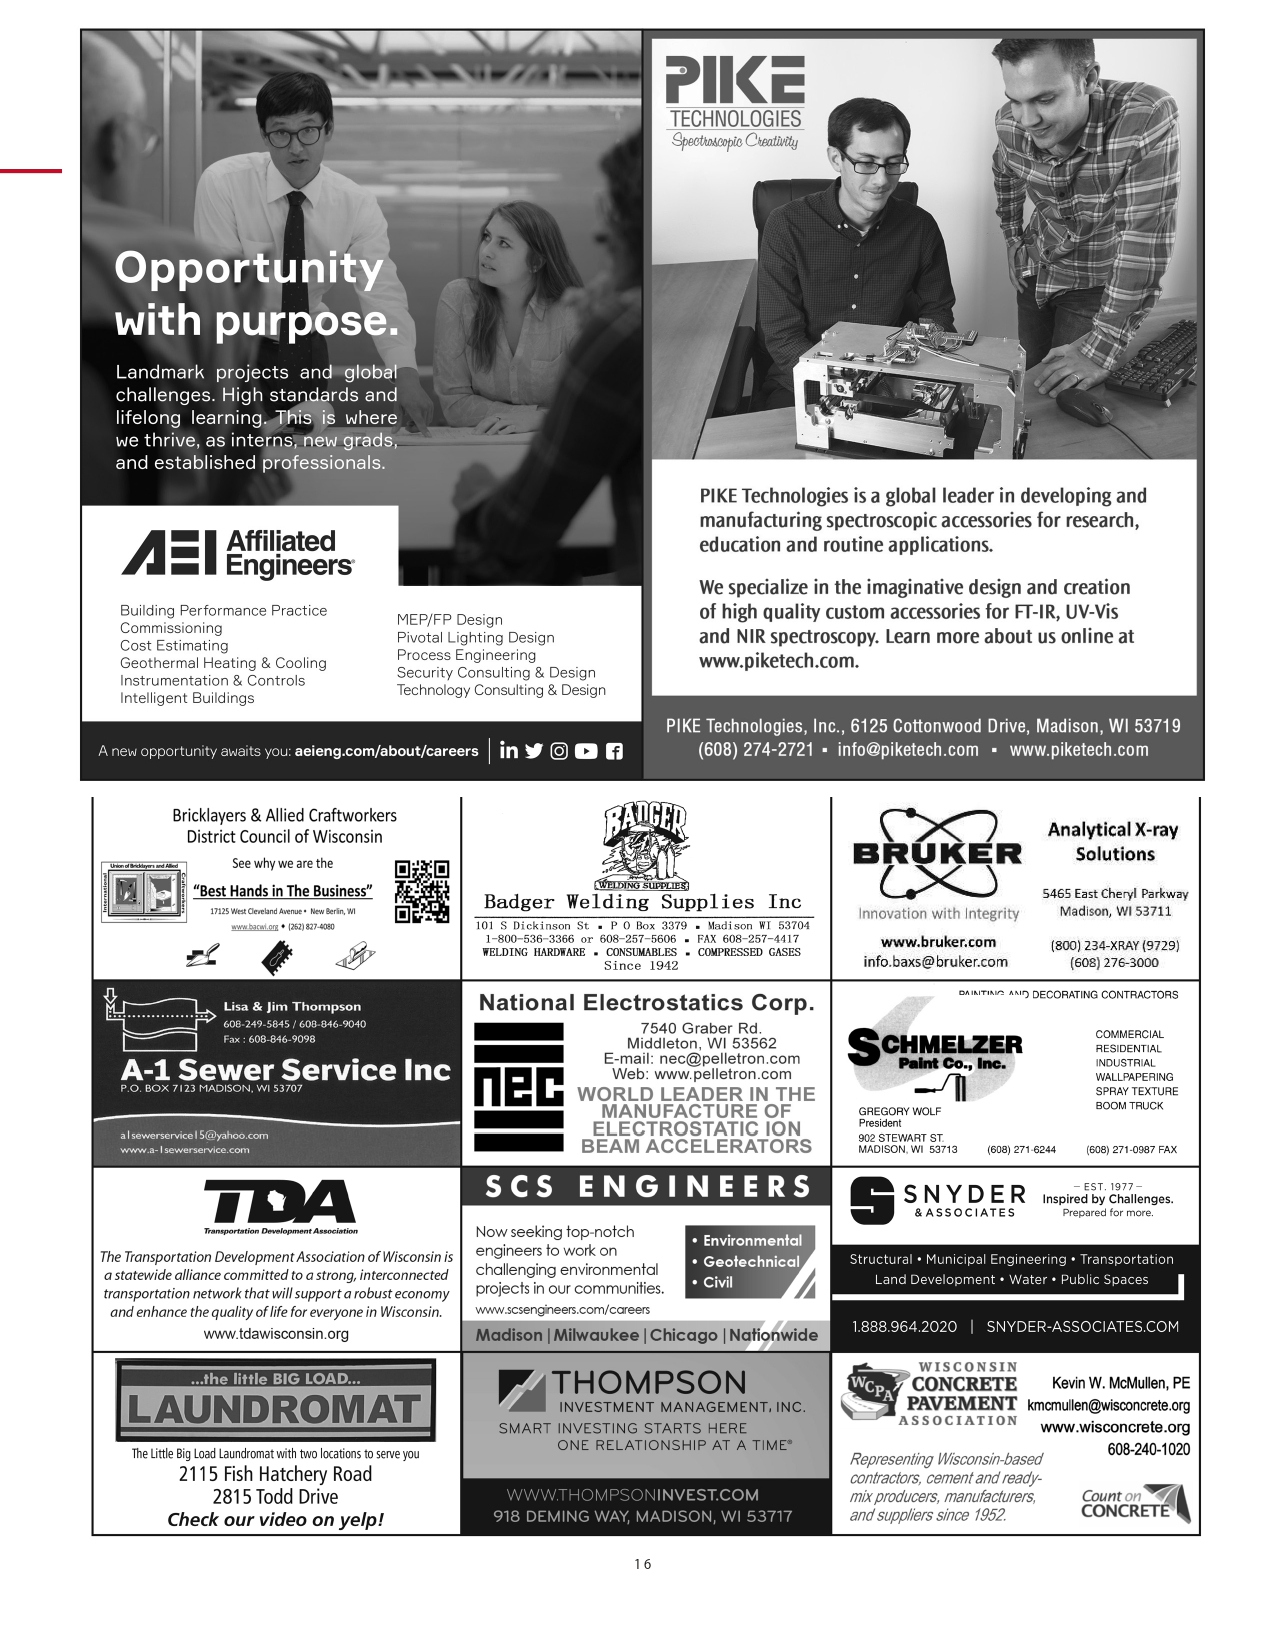 Opportunity
with purpose.
Landmark projects and global
challenges. High standards and
lifelong learning. This is where
we thrive, as interns, new grads,
and established professionals.
AEI Affiliated
Engineers®
Building Performance Practice
Commissioning
Cost Estimating
Geothermal Heating & Cooling
Instrumentation & Controls
Intelligent Buildings
MEP/FP Design
Pivotal Lighting Design
Process Engineering
Security Consulting & Design
Technology Consulting & Design
A new opportunity awaits you: aeieng.com/about/careers
PIKE
TECHNOLOGIES
Spectroscopic Creativity
PIKE Technologies is a global leader in developing and
manufacturing spectroscopic accessories for research,
education and routine applications.
We specialize in the imaginative design and creation
of high quality custom accessories for FT-IR, UV-Vis
and NIR spectroscopy. Learn more about us online at
www.piketech.com.
PIKE Technologies, Inc., 6125 Cottonwood Drive, Madison, WI 53719
(608) 274-2721 ▪ info@piketech.com ▪ www.piketech.com
Bricklayers & Allied Craftworkers
District Council of Wisconsin
See why we are the
"Best Hands in The Business"
17125 West Cleveland Avenue • New Berlin, WI
www.bacwi.org ♦ (262) 827-4080
International
Union of Bricklayers and Allied
Craftworkers
BADGER
WELDING SUPPLIES
Badger Welding Supplies Inc
101 S Dickinson St ▪ P O Box 3379 ▪ Madison WI 53704
1-800-536-3366 or 608-257-5606 ▪ FAX 608-257-4417
WELDING HARDWARE ▪ CONSUMABLES ▪ COMPRESSED GASES
Since 1942
BRUKER
Innovation with Integrity
www.bruker.com
info.baxs@bruker.com
Analytical X-ray
Solutions
5465 East Cheryl Parkway
Madison, WI 53711
(800) 234-XRAY (9729)
(608) 276-3000
Lisa & Jim Thompson
608-249-5845 / 608-846-9040
Fax : 608-846-9098
A-1 Sewer Service Inc
P.O. BOX 7123 MADISON, WI 53707
a1sewerservice15@yahoo.com
www.a-1sewerservice.com
National Electrostatics Corp.
nec
7540 Graber Rd.
Middleton, WI 53562
E-mail: nec@pelletron.com
Web: www.pelletron.com
WORLD LEADER IN THE
MANUFACTURE OF
ELECTROSTATIC ION
BEAM ACCELERATORS
PAINTING AND DECORATING CONTRACTORS
SCHMELZER
Paint Co., Inc.
COMMERCIAL
RESIDENTIAL
INDUSTRIAL
WALLPAPERING
SPRAY TEXTURE
BOOM TRUCK
GREGORY WOLF
President
902 STEWART ST.
MADISON, WI 53713 (608) 271-6244 (608) 271-0987 FAX
TDA
Transportation Development Association
The Transportation Development Association of Wisconsin is
a statewide alliance committed to a strong, interconnected
transportation network that will support a robust economy
and enhance the quality of life for everyone in Wisconsin.
www.tdawisconsin.org
SCS ENGINEERS
Now seeking top-notch
engineers to work on
challenging environmental
projects in our communities.
www.scsengineers.com/careers
• Environmental
• Geotechnical
• Civil
Madison | Milwaukee | Chicago | Nationwide
SNYDER
& ASSOCIATES
– EST. 1977 –
Inspired by Challenges.
Prepared for more.
Structural • Municipal Engineering • Transportation
Land Development • Water • Public Spaces
1.888.964.2020 | SNYDER-ASSOCIATES.COM
...the little BIG LOAD...
LAUNDROMAT
The Little Big Load Laundromat with two locations to serve you
2115 Fish Hatchery Road
2815 Todd Drive
Check our video on yelp!
THOMPSON
INVESTMENT MANAGEMENT, INC.
SMART INVESTING STARTS HERE
ONE RELATIONSHIP AT A TIME®
WWW.THOMPSONINVEST.COM
918 DEMING WAY, MADISON, WI 53717
WCPA
WISCONSIN
CONCRETE
PAVEMENT
ASSOCIATION
Kevin W. McMullen, PE
kmcmullen@wisconcrete.org
www.wisconcrete.org
608-240-1020
Representing Wisconsin-based
contractors, cement and ready-
mix producers, manufacturers,
and suppliers since 1952.
Count on
CONCRETE
16